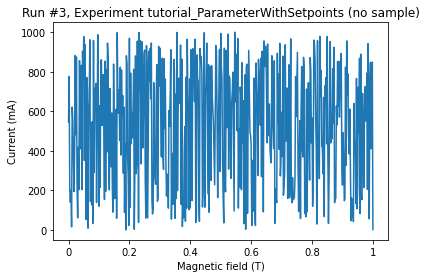 Run #3, Experiment tutorial_ParameterWithSetpoints (no sample)
1000
800
600
400
200
0
Current (mA)
0 0.2 0.4 0.6 0.8 1
Magnetic field (T)